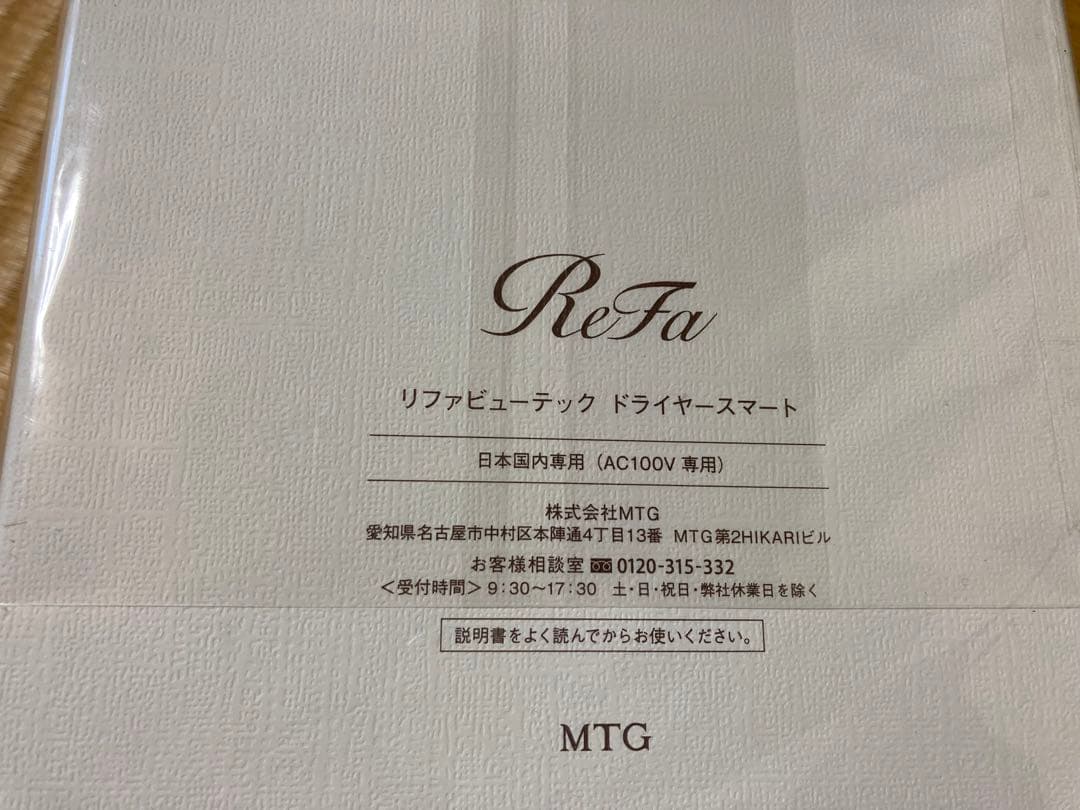 ReFa
リファビューテック ドライヤースマート
日本国内専用（AC100V 専用）
株式会社MTG
愛知県名古屋市中村区本陣通4丁目13番 MTG第2HIKARIビル
お客様相談室 0120-315-332
＜受付時間＞9:30～17:30 土・日・祝日・弊社休業日を除く
説明書をよく読んでからお使いください。
MTG